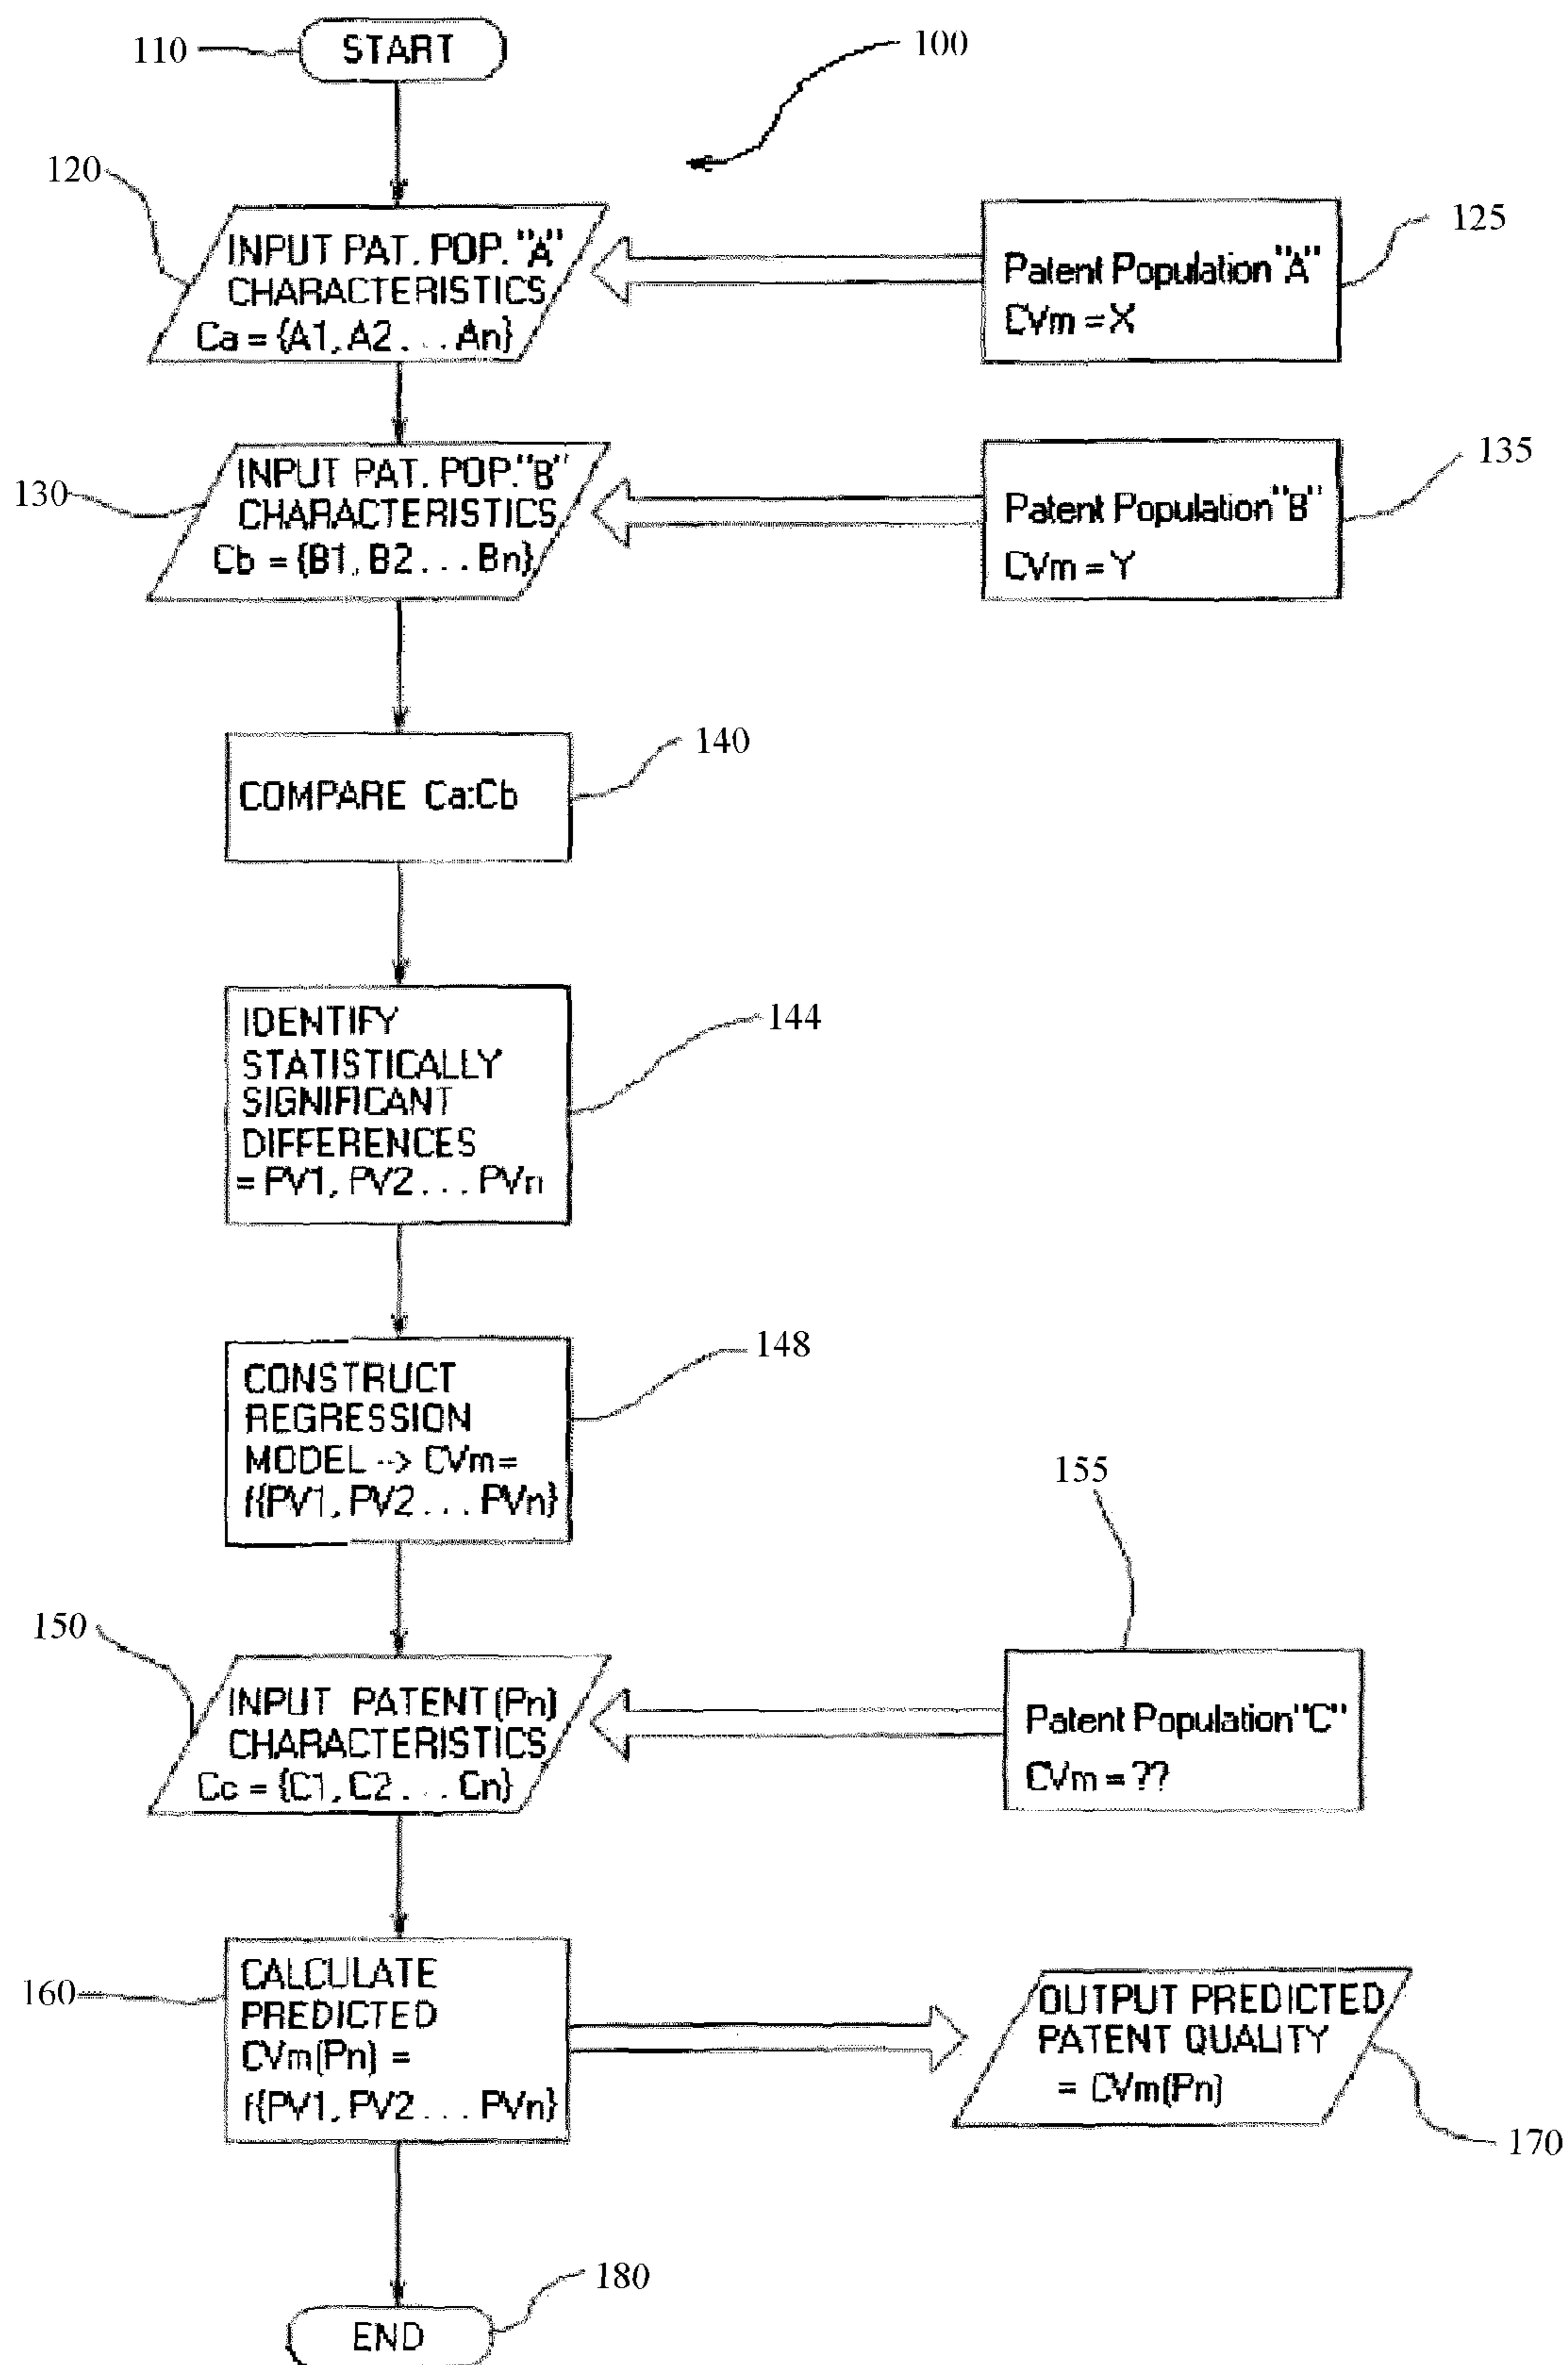 110
START
100
120
INPUT PAT. POP. "A"
CHARACTERISTICS
Ca = {A1, A2 . . . An}
Patent Population "A"
CVm = X
125
130
INPUT PAT. POP. "B"
CHARACTERISTICS
Cb = {B1, B2 . . . Bn}
Patent Population "B"
CVm = Y
135
COMPARE Ca:Cb
140
IDENTIFY
STATISTICALLY
SIGNIFICANT
DIFFERENCES
= PV1, PV2 . . . PVn
144
CONSTRUCT
REGRESSION
MODEL --> CVm =
f{PV1, PV2 . . . PVn}
148
150
INPUT PATENT (Pn)
CHARACTERISTICS
Cc = {C1, C2 . . . Cn}
155
Patent Population "C"
CVm = ??
160
CALCULATE
PREDICTED
CVm(Pn) =
f{PV1, PV2 . . . PVn}
OUTPUT PREDICTED
PATENT QUALITY
= CVm(Pn)
170
180
END